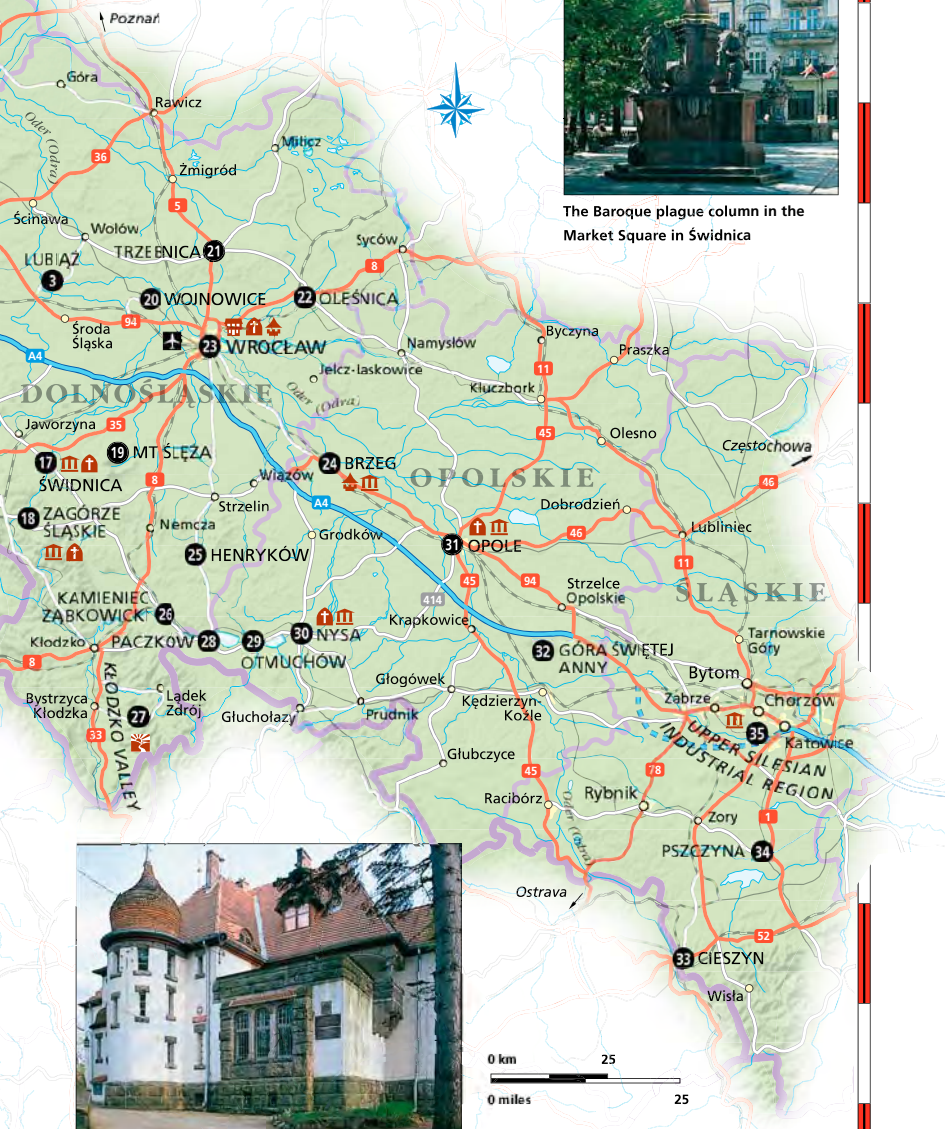 Poznań
Góra
Rawicz
Oder (Odra)
Milicz
36
Żmigród
5
Ścinawa
Wołów
The Baroque plague column in the
Market Square in Świdnica
TRZEBNICA 21
Syców
LUBIĄŻ
3
8
20 WOJNOWICE
22 OLEŚNICA
94
Środa
Śląska
23 WROCŁAW
Namysłów
Byczyna
Praszka
A4
Jelcz-Laskowice
11
Kluczbork
DOLNOŚLĄSKIE
Oder (Odra)
Jaworzyna
35
45
Olesno
19 MT ŚLĘŻA
Częstochowa
17
ŚWIDNICA
24 BRZEG
OPOLSKIE
8
Wiązów
46
Strzelin
A4
Dobrodzień
18 ZAGÓRZE
ŚLĄSKIE
Niemcza
Grodków
46
Lubliniec
25 HENRYKÓW
31 OPOLE
11
45
94
Strzelce
Opolskie
ŚLĄSKIE
KAMIENIEC
ZĄBKOWICK 26
414
Krapkowice
Kłodzko
PACZKÓW 28
29
OTMUCHÓW
30 NYSA
Tarnowskie
Góry
8
32 GÓRA ŚWIĘTEJ
ANNY
Bytom
Bystrzyca
Kłodzka
Lądek
Zdrój
Głuchołazy
Prudnik
Głogówek
Kędzierzyn-
Koźle
Zabrze
Chorzów
27
35
Katowice
33
KŁODZKO VALLEY
UPPER SILESIAN
INDUSTRIAL REGION
Głubczyce
45
78
Racibórz
Oder (Odra)
Rybnik
Żory
1
PSZCZYNA 34
Ostrava
52
33 CIESZYN
Wisła
0 km 25
0 miles 25